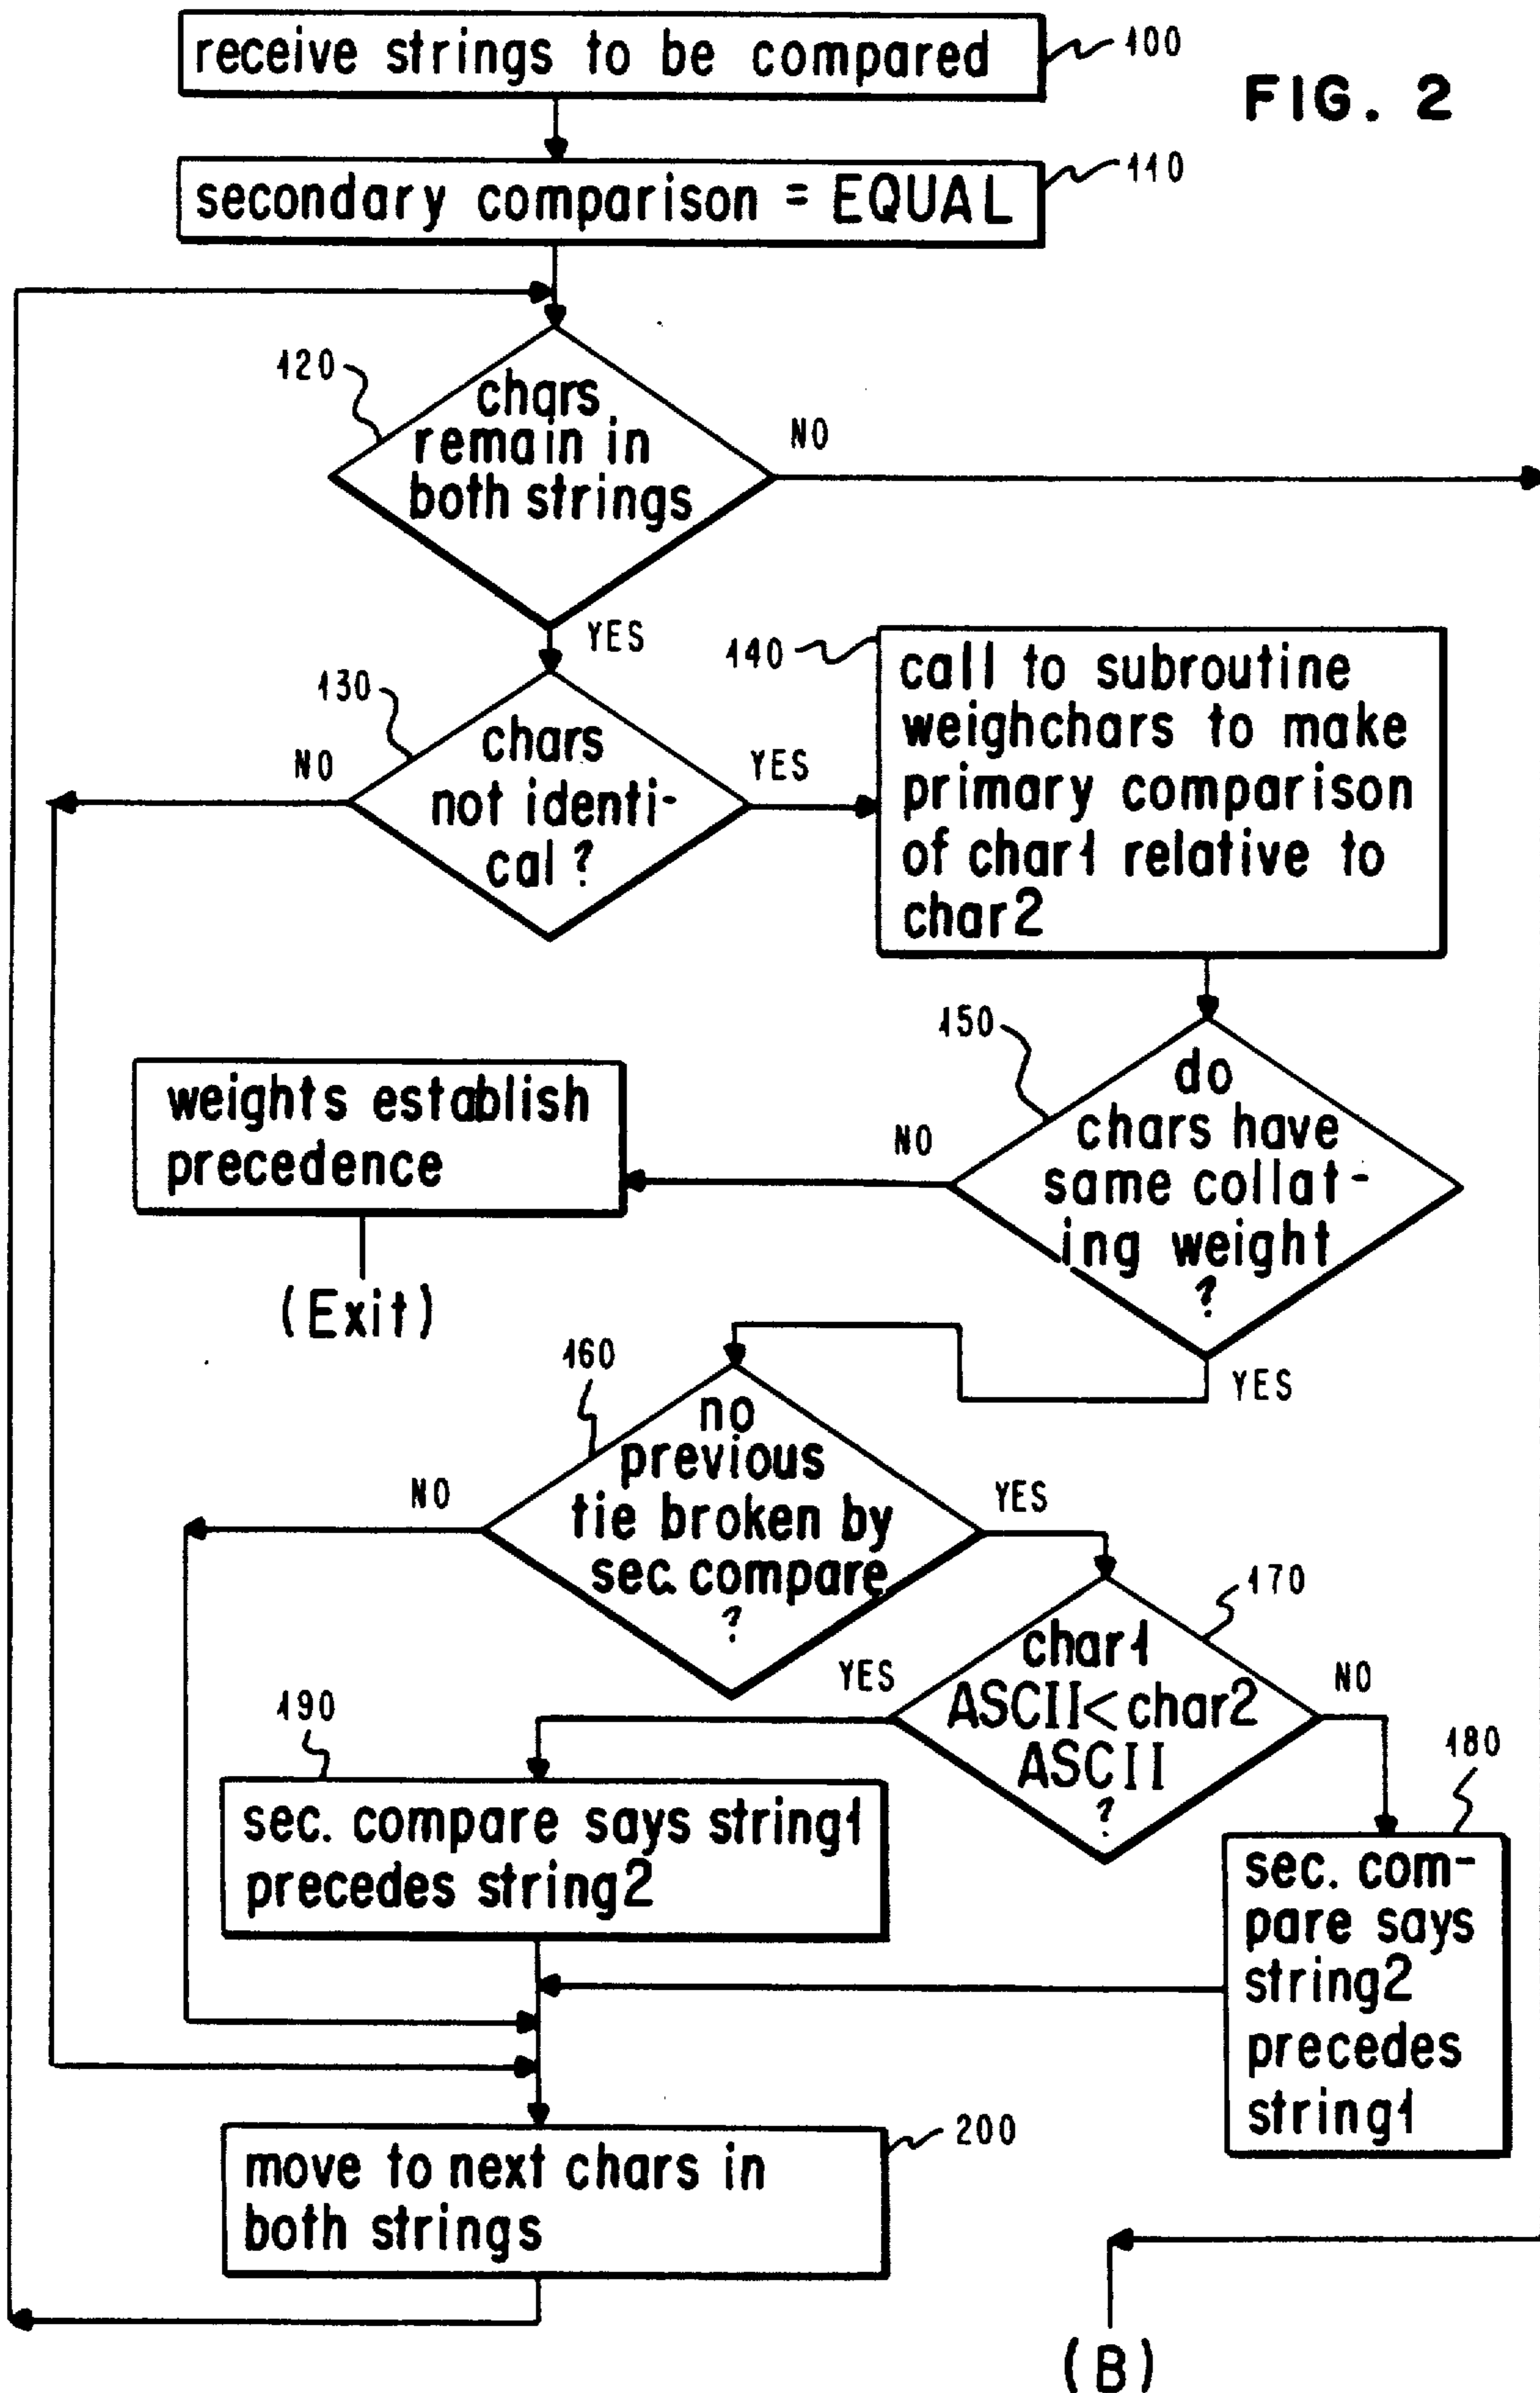 receive strings to be compared
100
FIG. 2
secondary comparison = EQUAL
110
120
chars
remain in
both strings
NO
YES
130
chars
not identi-
cal?
NO
YES
140
call to subroutine
weighchars to make
primary comparison
of char1 relative to
char2
150
do
chars have
same collat-
ing weight
?
NO
YES
weights establish
precedence
(Exit)
160
no
previous
tie broken by
sec. compare
?
NO
YES
170
char1
ASCII<char2
ASCII
?
YES
NO
190
sec. compare says string1
precedes string2
180
sec. com-
pare says
string2
precedes
string1
200
move to next chars in
both strings
(B)